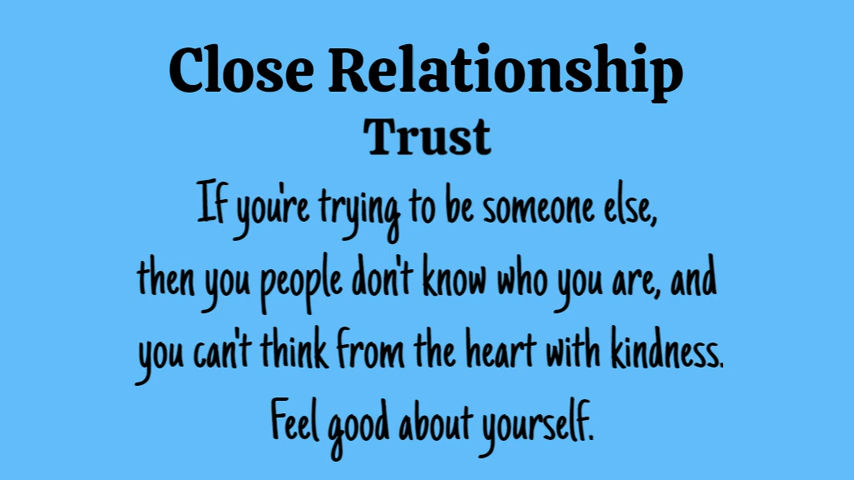 Close Relationship
Trust
If you're trying to be someone else,
then you people don't know who you are, and
you can't think from the heart with kindness.
Feel good about yourself.